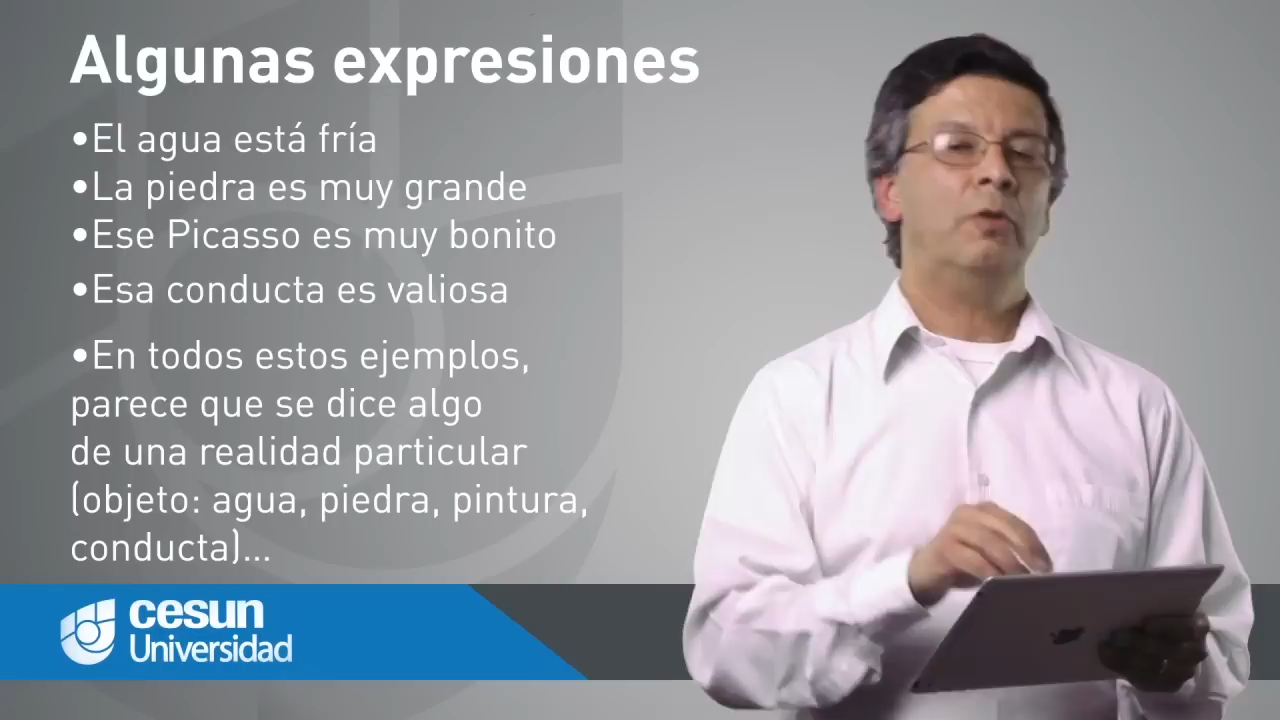 Algunas expresiones
•El agua está fría
•La piedra es muy grande
•Ese Picasso es muy bonito
•Esa conducta es valiosa
•En todos estos ejemplos,
parece que se dice algo
de una realidad particular
(objeto: agua, piedra, pintura,
conducta)...
cesun
Universidad